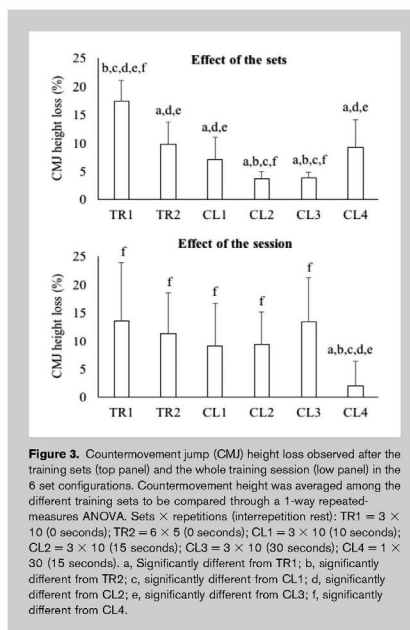 Effect of the sets
CMJ height loss (%)
25
20
15
10
5
0
b,c,d,e,f
a,d,e
a,d,e
a,b,c,f
a,b,c,f
a,d,e
TR1 TR2 CL1 CL2 CL3 CL4
Effect of the session
CMJ height loss (%)
25
20
15
10
5
0
f
f
f
f
f
a,b,c,d,e
TR1 TR2 CL1 CL2 CL3 CL4
Figure 3. Countermovement jump (CMJ) height loss observed after the
training sets (top panel) and the whole training session (low panel) in the
6 set configurations. Countermovement height was averaged among the
different training sets to be compared through a 1-way repeated-
measures ANOVA. Sets × repetitions (interrepetition rest): TR1 = 3 ×
10 (0 seconds); TR2 = 6 × 5 (0 seconds); CL1 = 3 × 10 (10 seconds);
CL2 = 3 × 10 (15 seconds); CL3 = 3 × 10 (30 seconds); CL4 = 1 ×
30 (15 seconds). a, Significantly different from TR1; b, significantly
different from TR2; c, significantly different from CL1; d, significantly
different from CL2; e, significantly different from CL3; f, significantly
different from CL4.